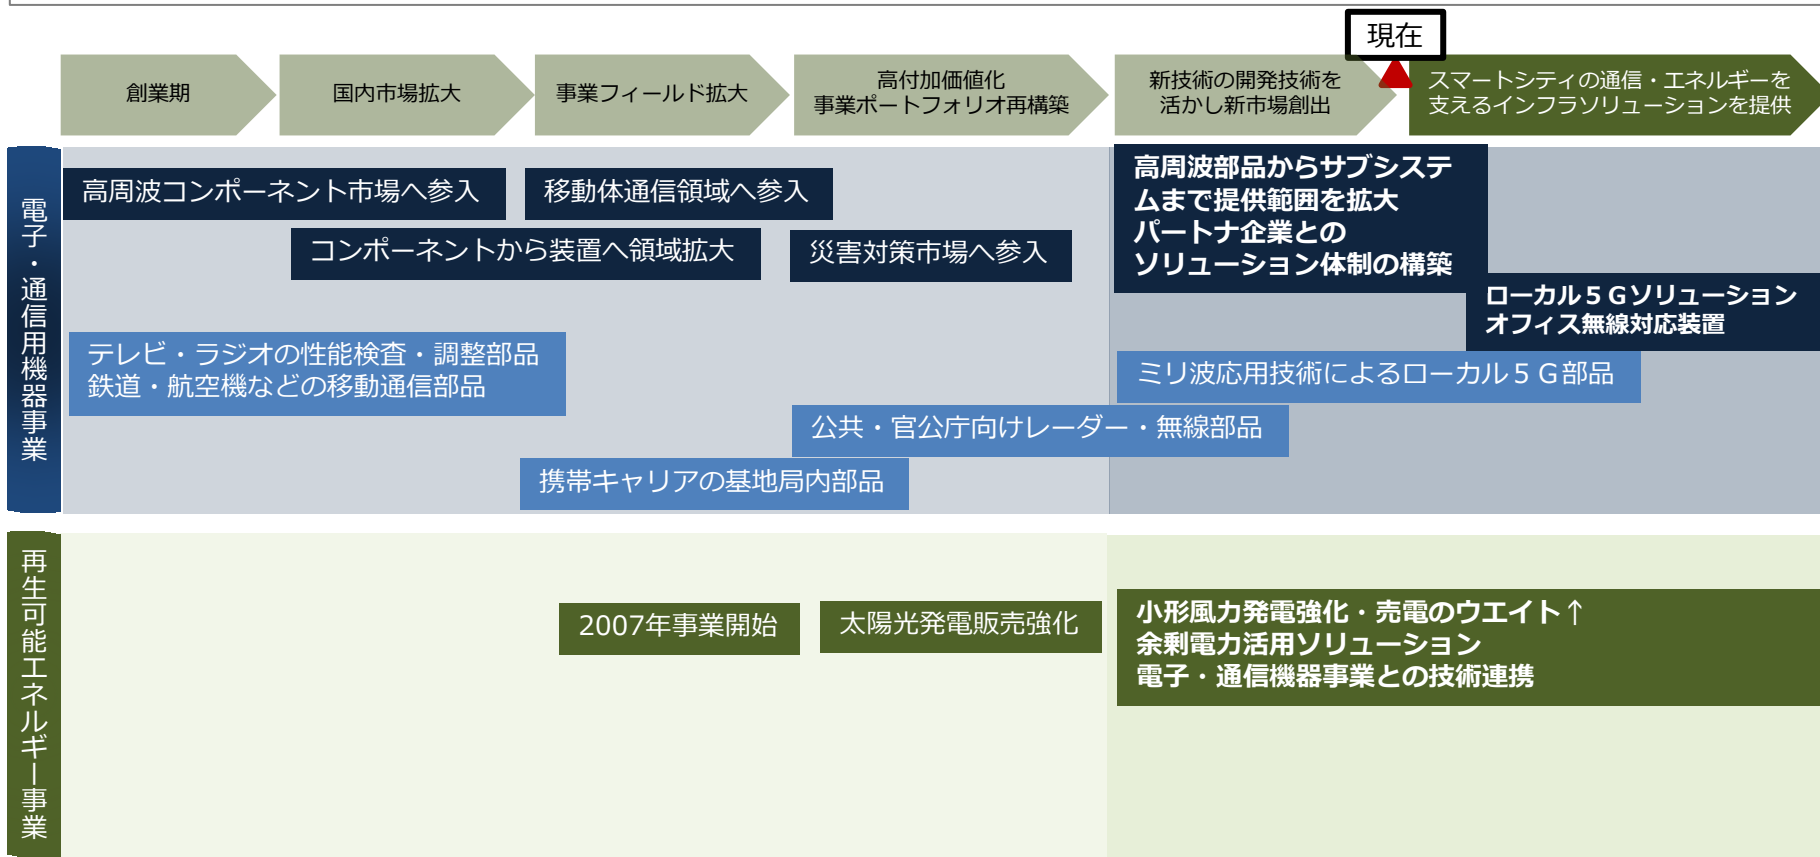 現在
創業期
国内市場拡大
事業フィールド拡大
高付加価値化
事業ポートフォリオ再構築
新技術の開発技術を
活かし新市場創出
スマートシティの通信・エネルギーを
支えるインフラソリューションを提供
電子・通信用機器事業
高周波コンポーネント市場へ参入
移動体通信領域へ参入
コンポーネントから装置へ領域拡大
災害対策市場へ参入
高周波部品からサブシステ
ムまで提供範囲を拡大
パートナ企業との
ソリューション体制の構築
ローカル5Gソリューション
オフィス無線対応装置
テレビ・ラジオの性能検査・調整部品
鉄道・航空機などの移動通信部品
ミリ波応用技術によるローカル5G部品
公共・官公庁向けレーダー・無線部品
携帯キャリアの基地局内部品
再生可能エネルギー事業
2007年事業開始
太陽光発電販売強化
小形風力発電強化・売電のウエイト↑
余剰電力活用ソリューション
電子・通信機器事業との技術連携